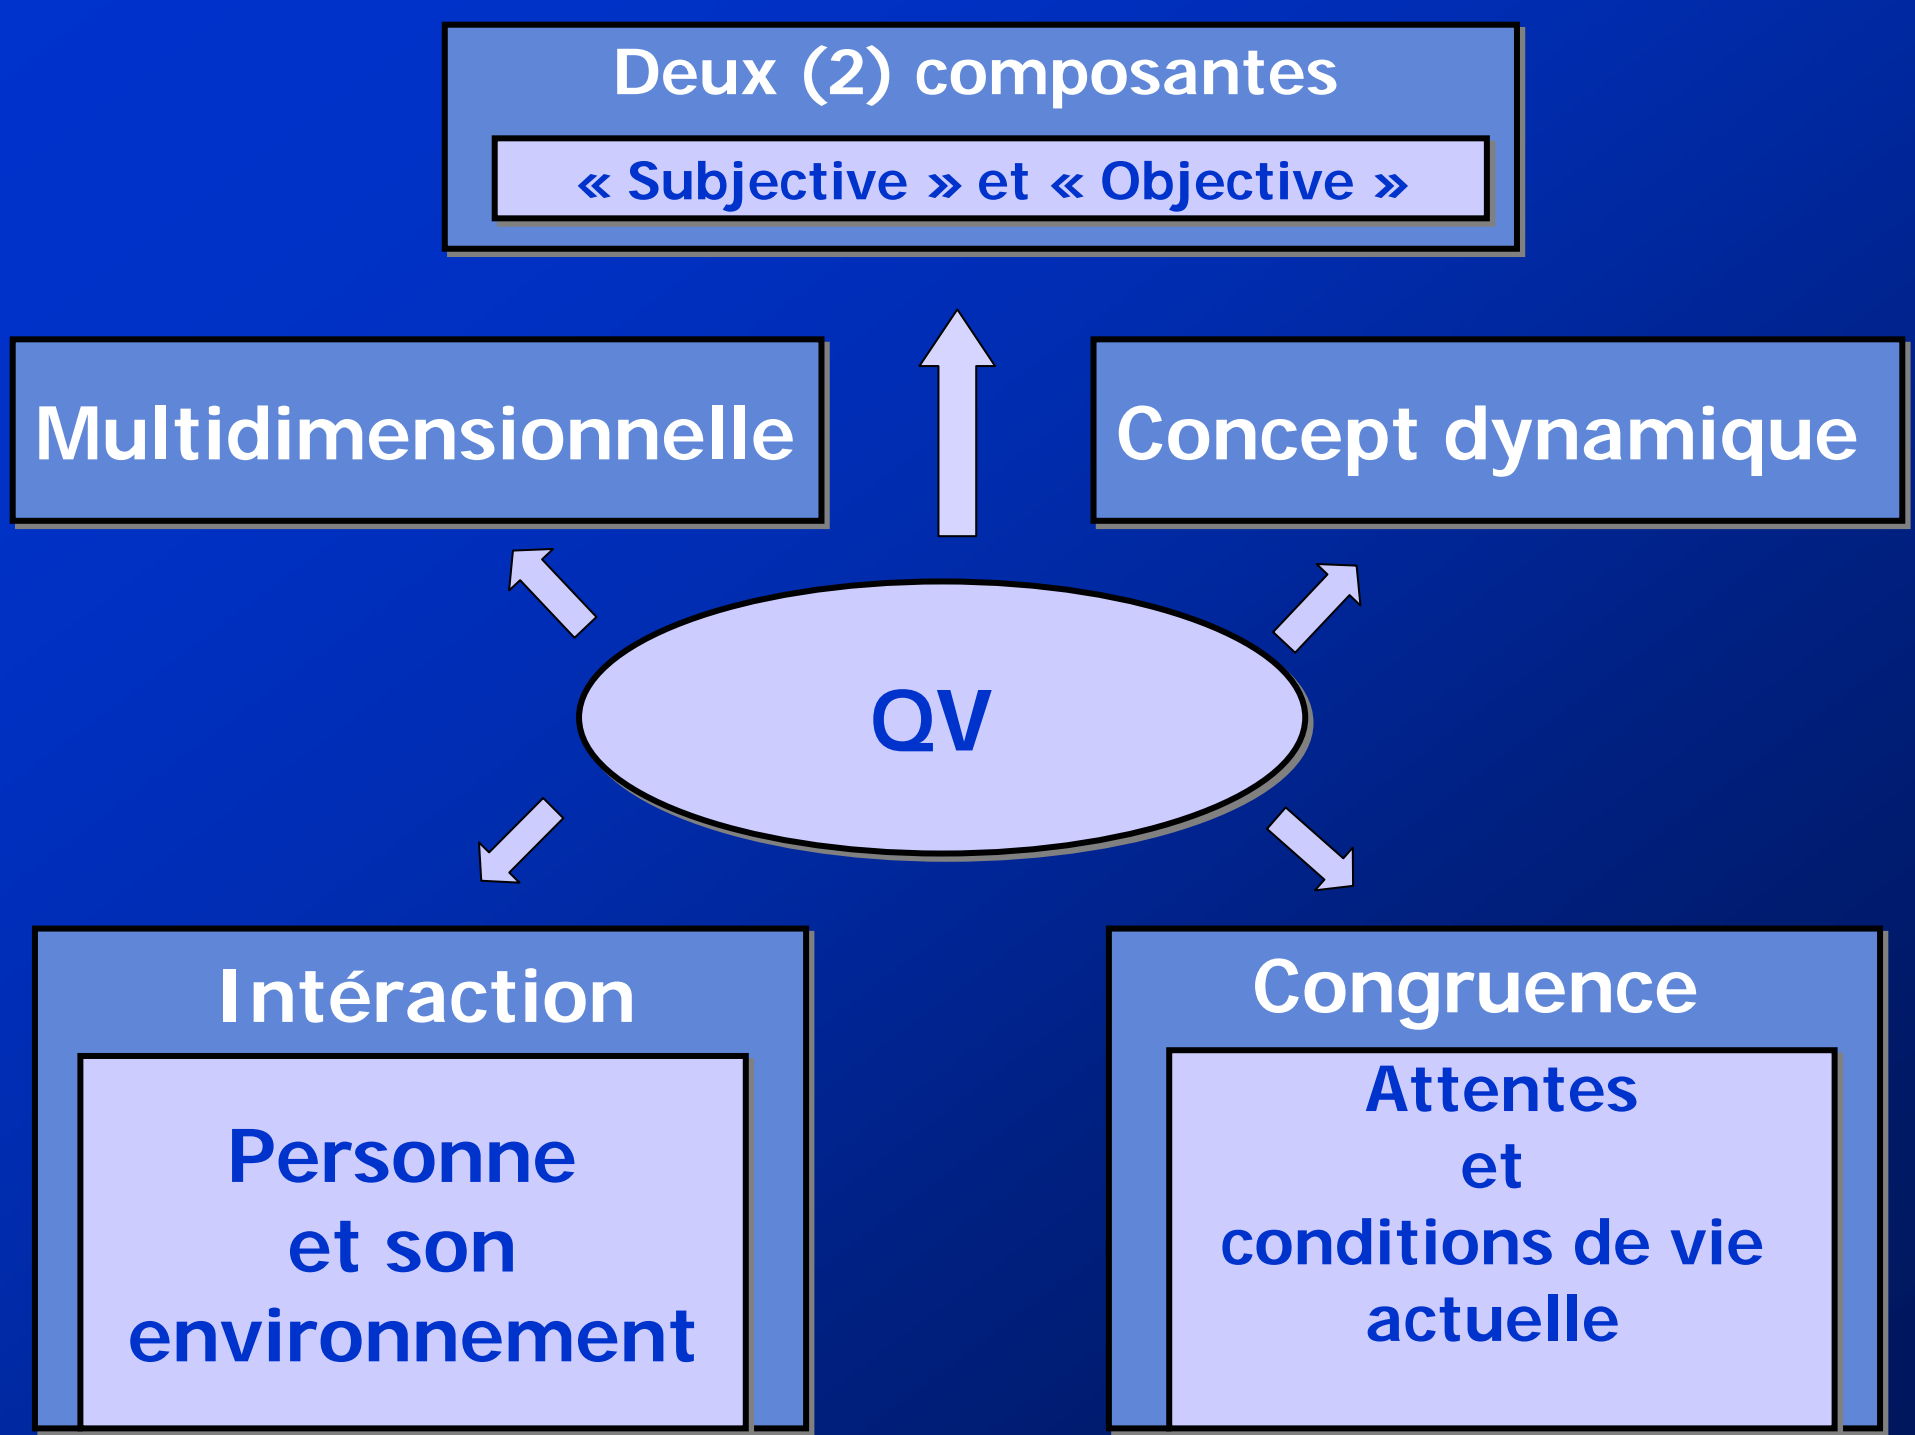 Deux (2) composantes
« Subjective » et « Objective »
Multidimensionnelle
Concept dynamique
QV
Intéraction
Personne
et son
environnement
Congruence
Attentes
et
conditions de vie
actuelle